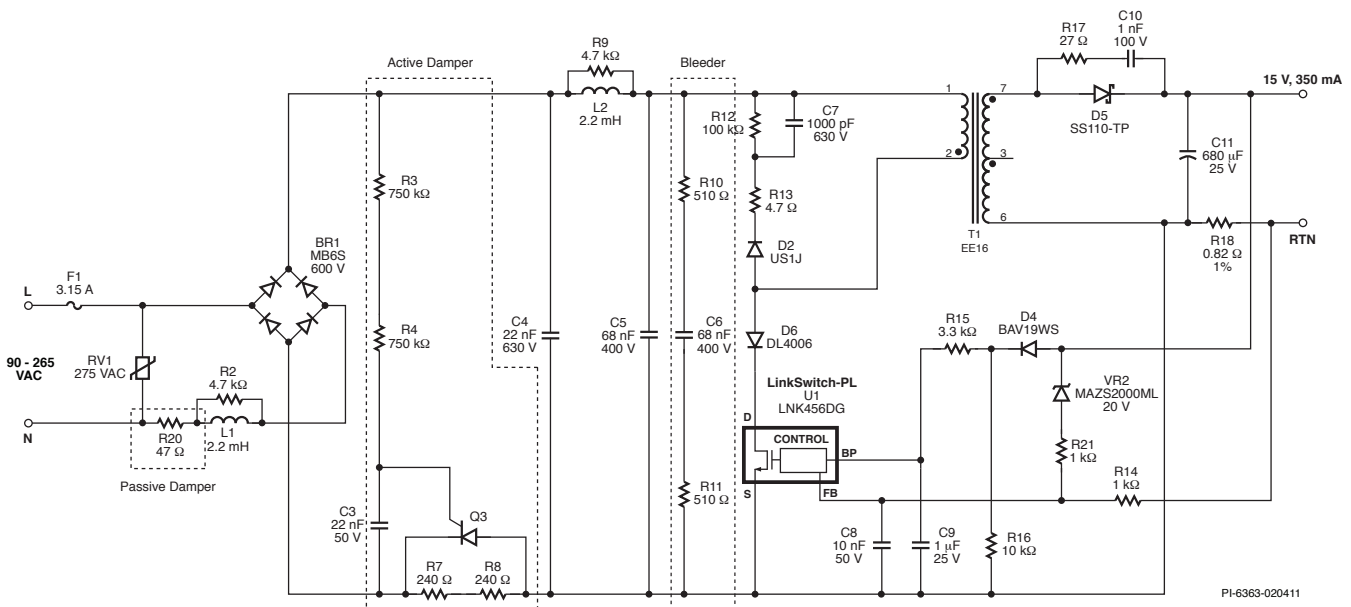 Active Damper
R9
4.7 kΩ
L2
2.2 mH
Bleeder
R12
100 kΩ
C7
1000 pF
630 V
R17
27 Ω
C10
1 nF
100 V
D5
SS110-TP
15 V, 350 mA
1
2
7
3
6
T1
EE16
C11
680 µF
25 V
R18
0.82 Ω
1%
RTN
R3
750 kΩ
R10
510 Ω
R13
4.7 Ω
D2
US1J
BR1
MB6S
600 V
F1
3.15 A
L
90 - 265
VAC
RV1
275 VAC
R2
4.7 kΩ
L1
2.2 mH
N
R20
47 Ω
Passive Damper
R4
750 kΩ
C4
22 nF
630 V
C5
68 nF
400 V
C6
68 nF
400 V
D6
DL4006
R15
3.3 kΩ
D4
BAV19WS
VR2
MAZS2000ML
20 V
LinkSwitch-PL
U1
LNK456DG
D
CONTROL
BP
S
FB
R21
1 kΩ
R14
1 kΩ
R11
510 Ω
C3
22 nF
50 V
Q3
R7
240 Ω
R8
240 Ω
C8
10 nF
50 V
C9
1 µF
25 V
R16
10 kΩ
PI-6363-020411